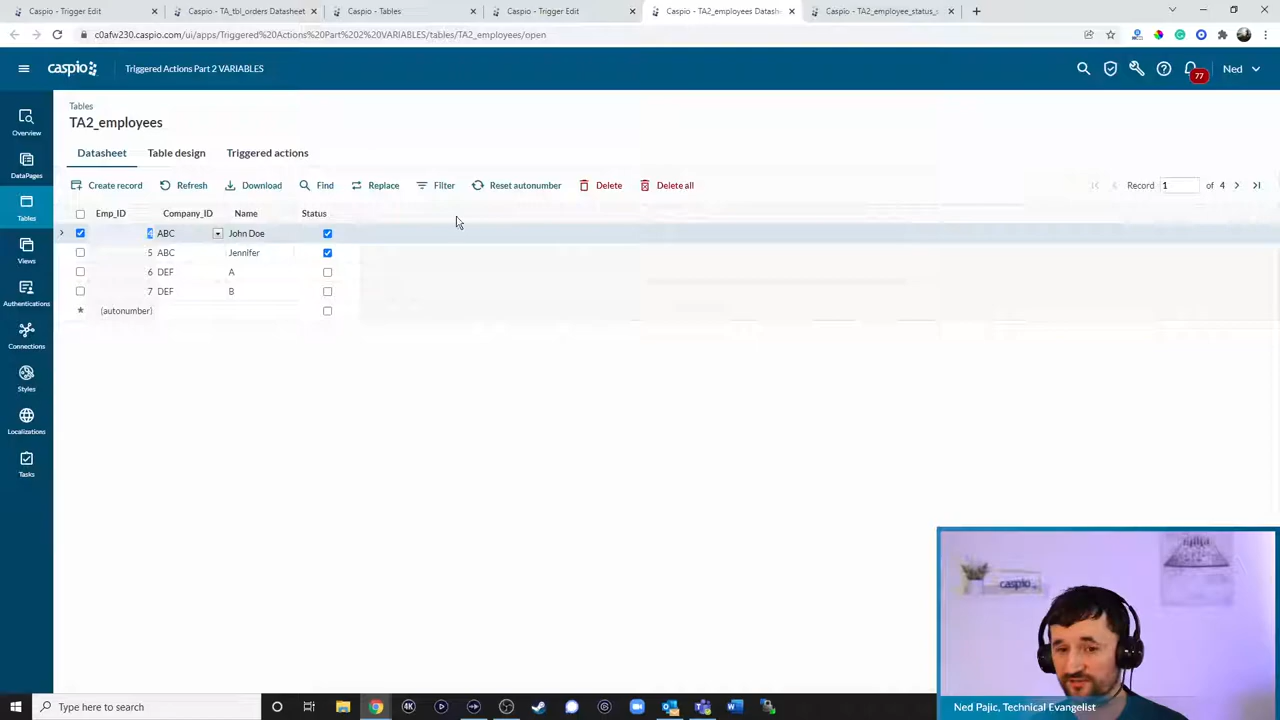 Caspio - Trigger Edit
Caspio - TA_tbl_orders Datasheet
Caspio - Tables
Caspio - Trigger Edit
Caspio - TA2_employees Datash
Caspio - TA2_employee_status_s
c0afw230.caspio.com/ui/apps/Triggered%20Actions%20Part%202%20VARIABLES/tables/TA2_employees/open
caspio
Triggered Actions Part 2 VARIABLES
77
Ned
Overview
DataPages
Tables
Views
Authentications
Connections
Styles
Localizations
Tasks
Tables
TA2_employees
Datasheet Table design Triggered actions
Create record Refresh Download Find Replace Filter Reset autonumber Delete Delete all Record 1 of 4
Emp_ID Company_ID Name Status
4 ABC John Doe
5 ABC Jennifer
6 DEF A
7 DEF B
* (autonumber)
caspio
Ned Pajic, Technical Evangelist
Type here to search
4K